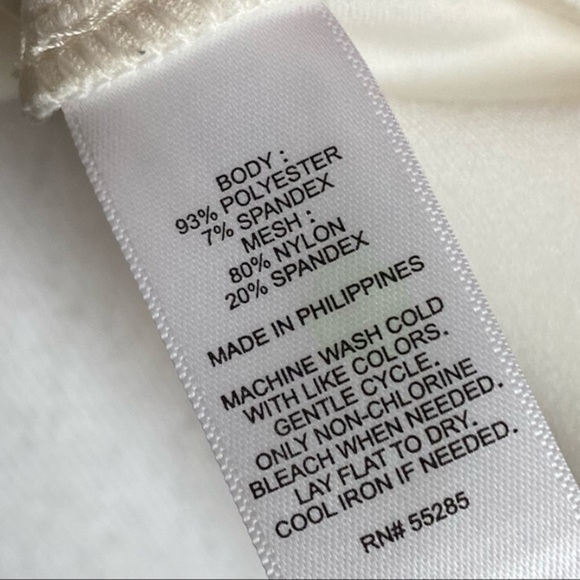 BODY :
93% POLYESTER
7% SPANDEX
MESH :
80% NYLON
20% SPANDEX
MADE IN PHILIPPINES
MACHINE WASH COLD
WITH LIKE COLORS.
GENTLE CYCLE.
ONLY NON-CHLORINE
BLEACH WHEN NEEDED.
LAY FLAT TO DRY.
COOL IRON IF NEEDED.
RN# 55285